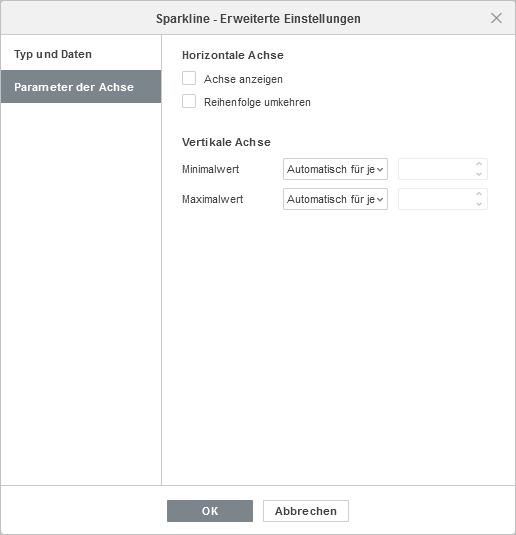 Sparkline - Erweiterte Einstellungen
Typ und Daten
Parameter der Achse
Horizontale Achse
Achse anzeigen
Reihenfolge umkehren
Vertikale Achse
Minimalwert
Automatisch für je
Maximalwert
Automatisch für je
OK
Abbrechen